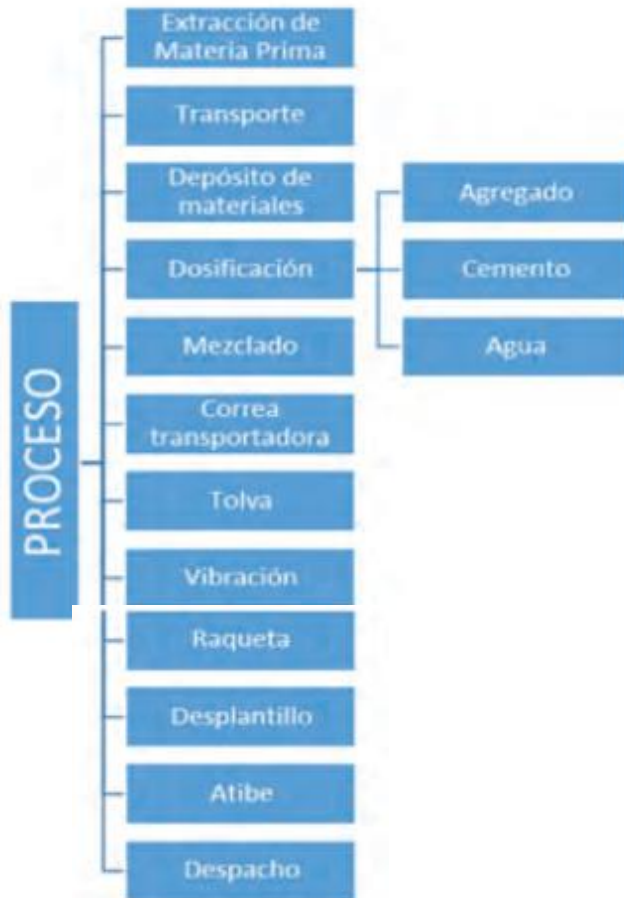 PROCESO
Extracción de
Materia Prima
Transporte
Depósito de
materiales
Dosificación
Agregado
Cemento
Agua
Mezclado
Correa
transportadora
Tolva
Vibración
Raqueta
Desplantillo
Atibe
Despacho